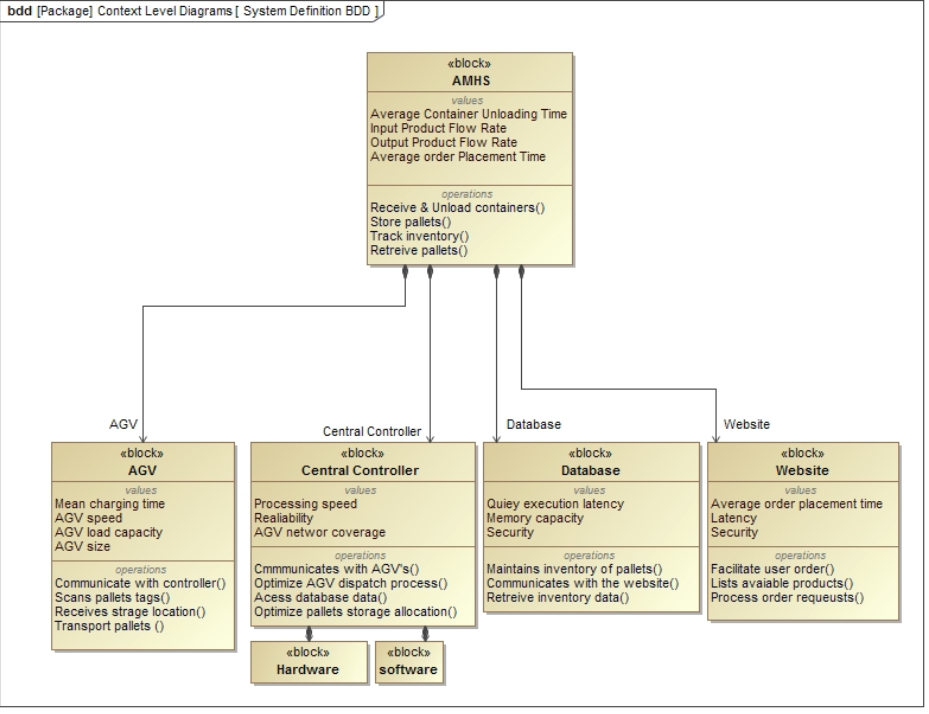 bdd [Package] Context Level Diagrams [ System Definition BDD ]
«block»
AMHS
values
Average Container Unloading Time
Input Product Flow Rate
Output Product Flow Rate
Average order Placement Time
operations
Receive & Unload containers()
Store pallets()
Track inventory()
Retreive pallets()
AGV
Central Controller
Database
Website
«block»
AGV
values
Mean charging time
AGV speed
AGV load capacity
AGV size
operations
Communicate with controller()
Scans pallets tags()
Receives strage location()
Transport pallets ()
«block»
Central Controller
values
Processing speed
Realiability
AGV networ coverage
operations
Cmmmunicates with AGV's()
Optimize AGV dispatch process()
Acess database data()
Optimize pallets storage allocation()
«block»
Database
values
Quiey execution latency
Memory capacity
Security
operations
Maintains inventory of pallets()
Communicates with the website()
Retreive inventory data()
«block»
Website
values
Average order placement time
Latency
Security
operations
Facilitate user order()
Lists avaiable products()
Process order requeusts()
«block»
Hardware
«block»
software